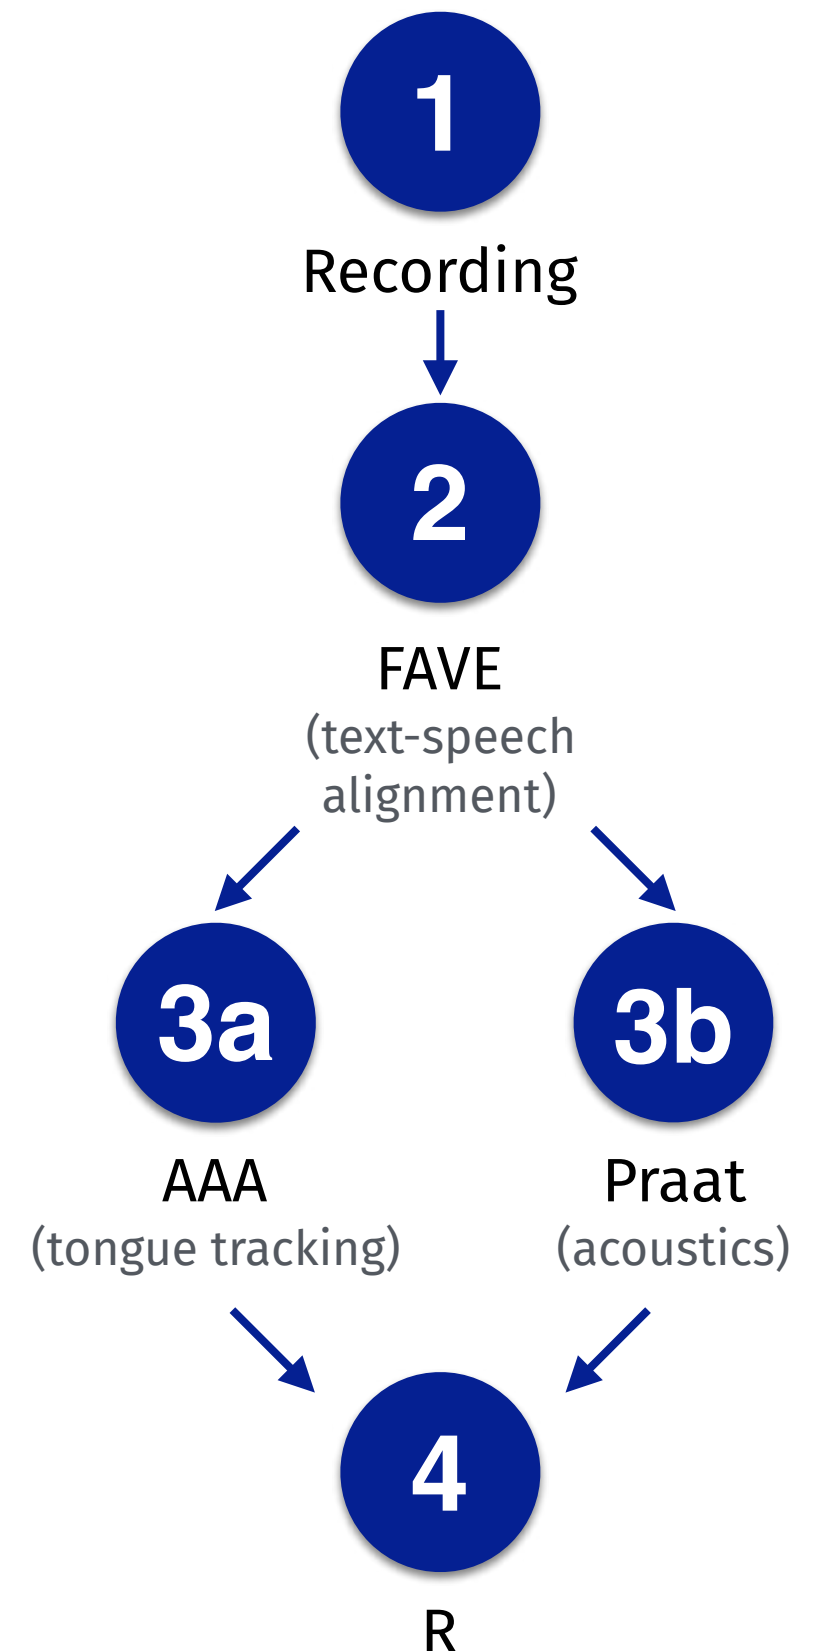 1
Recording
2
FAVE
(text-speech
alignment)
3a
3b
AAA
Praat
(tongue tracking)
(acoustics)
4
R